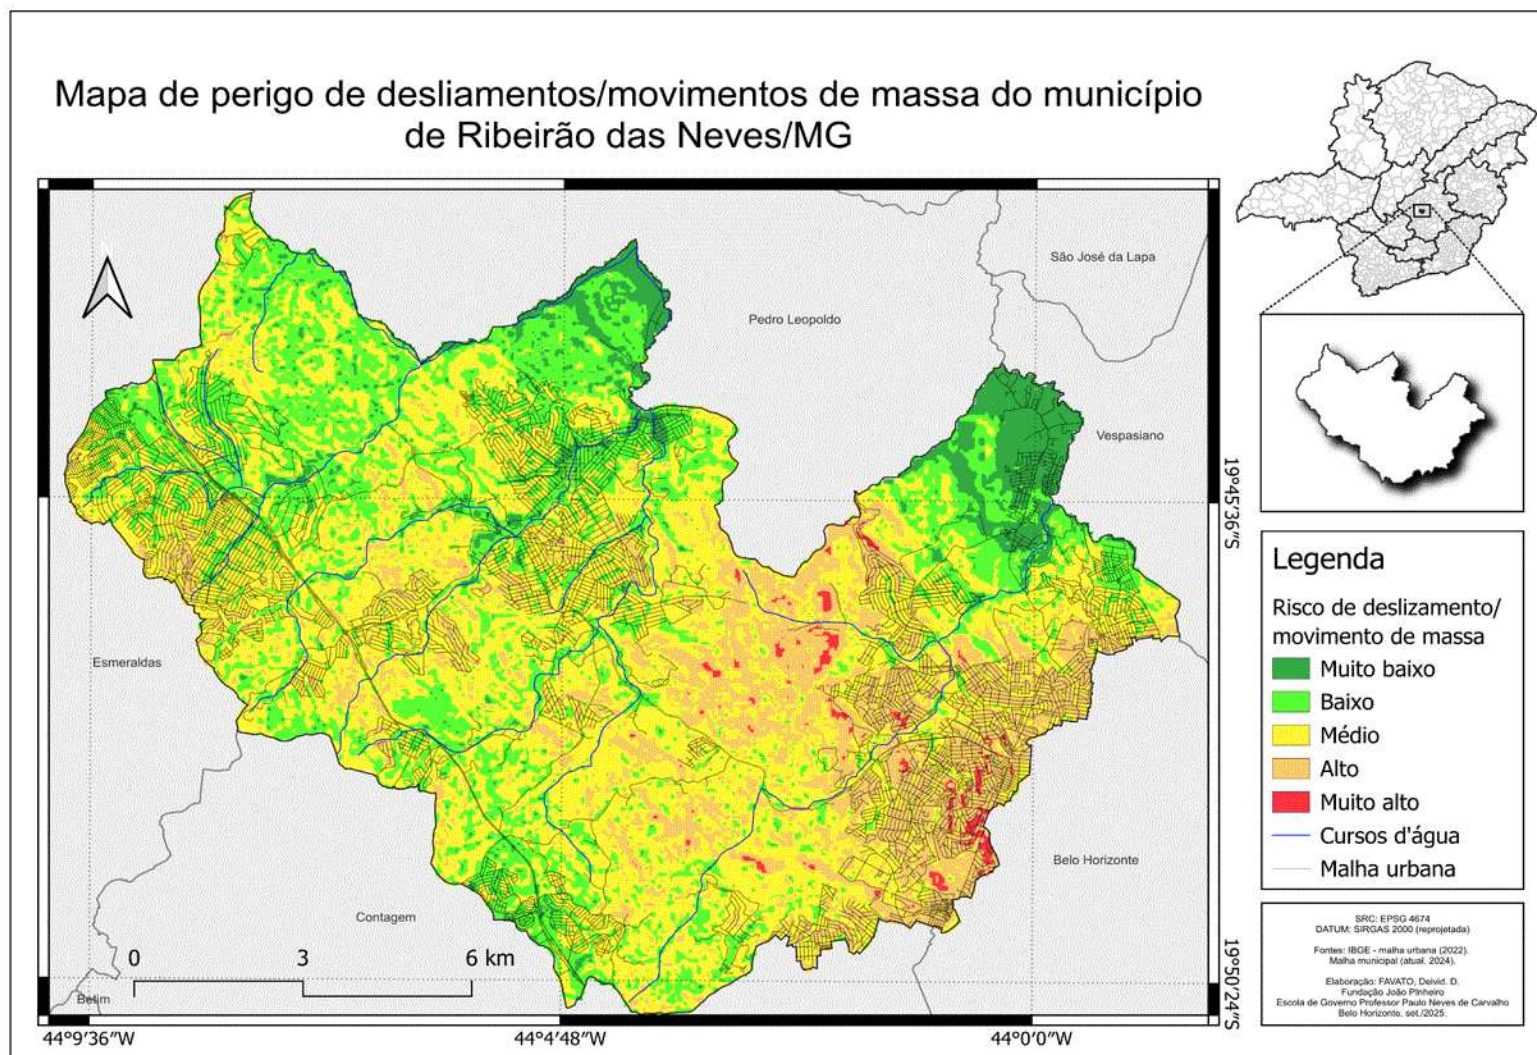 Mapa de perigo de desliamentos/movimentos de massa do município
de Ribeirão das Neves/MG
N
São José da Lapa
Pedro Leopoldo
Vespasiano
Esmeraldas
Belo Horizonte
Contagem
Betim
0 3 6 km
44°9'36"W 44°4'48"W 44°0'0"W
19°45'36"S
19°50'24"S
Legenda
Risco de deslizamento/
movimento de massa
Muito baixo
Baixo
Médio
Alto
Muito alto
Cursos d'água
Malha urbana
SRC: EPSG 4674
DATUM: SIRGAS 2000 (reprojetada)
Fontes: IBGE - malha urbana (2022).
Malha municipal (atual. 2024).
Elaboração: FAVATO, Deivid. D.
Fundação João Pinheiro
Escola de Governo Professor Paulo Neves de Carvalho
Belo Horizonte. set./2025.